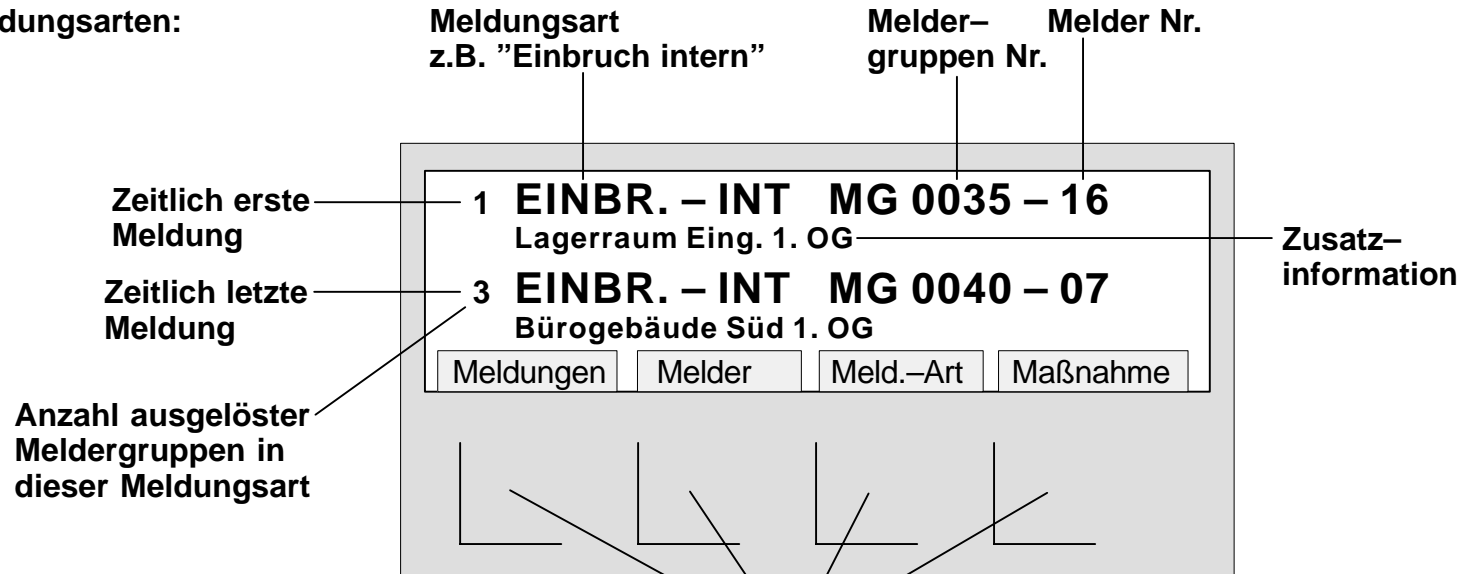 dungsarten:
Meldungsart
z.B. ”Einbruch intern”
Melder–
gruppen Nr.
Melder Nr.
Zeitlich erste
Meldung
1 EINBR. – INT MG 0035 – 16
Lagerraum Eing. 1. OG
Zusatz–
information
Zeitlich letzte
Meldung
3 EINBR. – INT MG 0040 – 07
Bürogebäude Süd 1. OG
Meldungen Melder Meld.–Art Maßnahme
Anzahl ausgelöster
Meldergruppen in
dieser Meldungsart